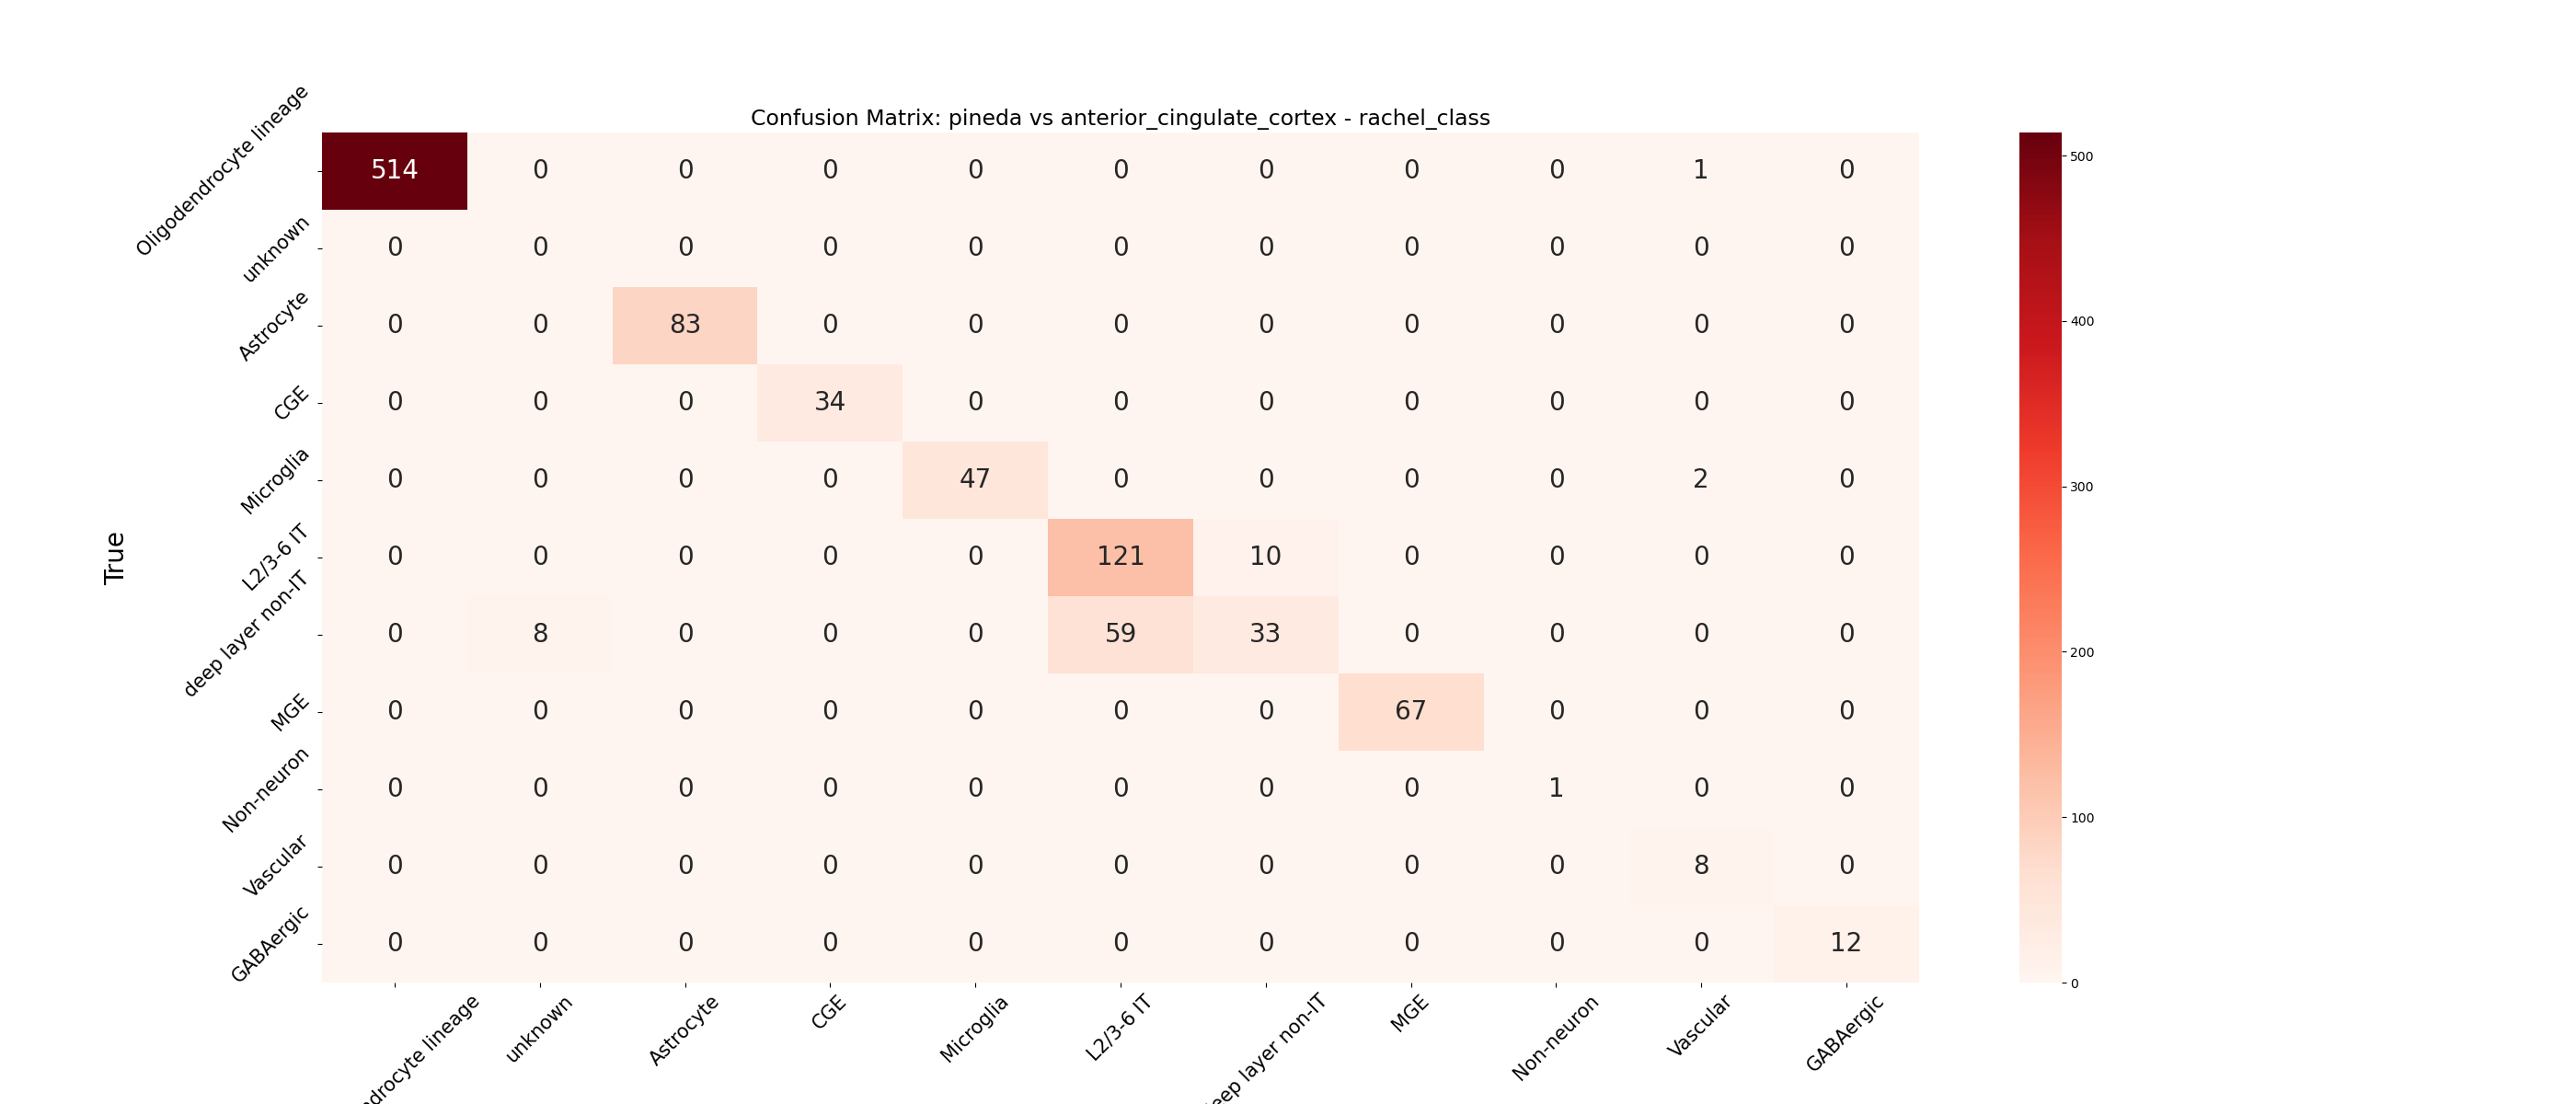 Confusion Matrix: pineda vs anterior_cingulate_cortex - rachel_class
True
Oligodendrocyte lineage 514 0 0 0 0 0 0 0 0 1 0
unknown 0 0 0 0 0 0 0 0 0 0 0
Astrocyte 0 0 83 0 0 0 0 0 0 0 0
CGE 0 0 0 34 0 0 0 0 0 0 0
Microglia 0 0 0 0 47 0 0 0 0 2 0
L2/3-6 IT 0 0 0 0 0 121 10 0 0 0 0
deep layer non-IT 0 8 0 0 0 59 33 0 0 0 0
MGE 0 0 0 0 0 0 0 67 0 0 0
Non-neuron 0 0 0 0 0 0 0 0 1 0 0
Vascular 0 0 0 0 0 0 0 0 0 8 0
GABAergic 0 0 0 0 0 0 0 0 0 0 12
ndrocyte lineage unknown Astrocyte CGE Microglia L2/3-6 IT eep layer non-IT MGE Non-neuron Vascular GABAergic
500
400
300
200
100
0